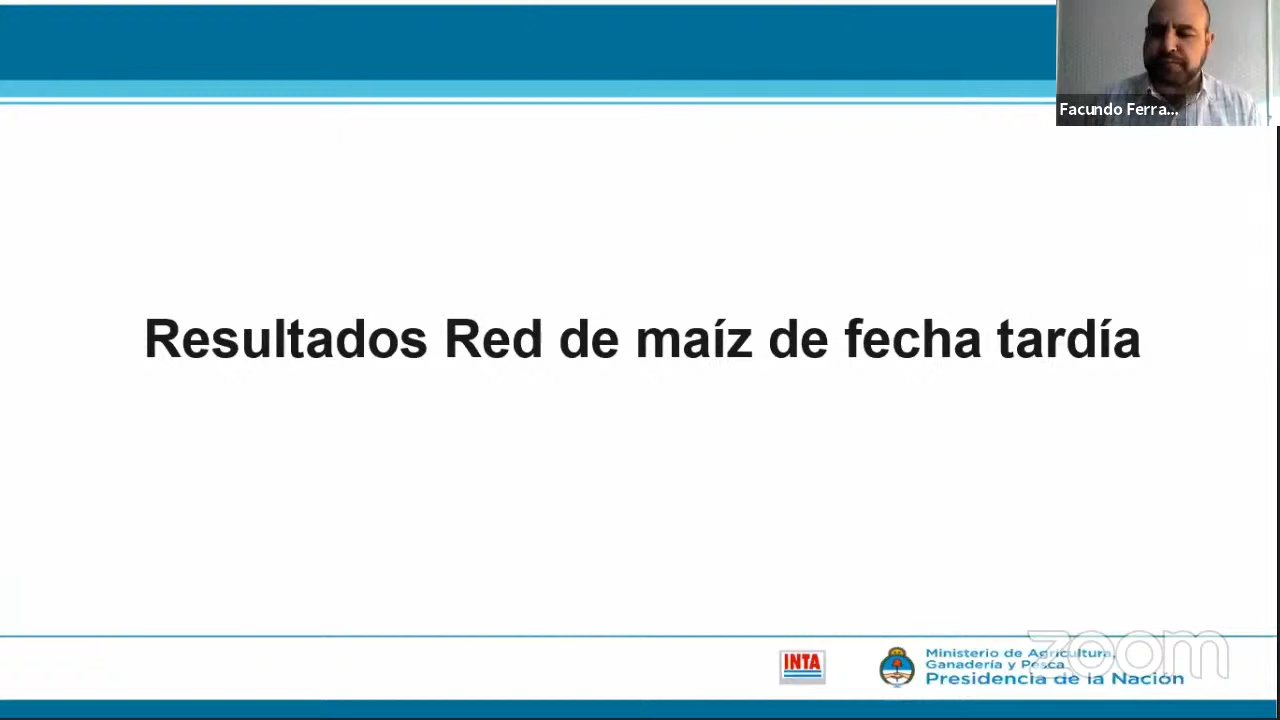 Facundo Ferra...
Resultados Red de maíz de fecha tardía
INTA
Ministerio de Agricultura,
Ganadería y Pesca
Presidencia de la Nación
zoom